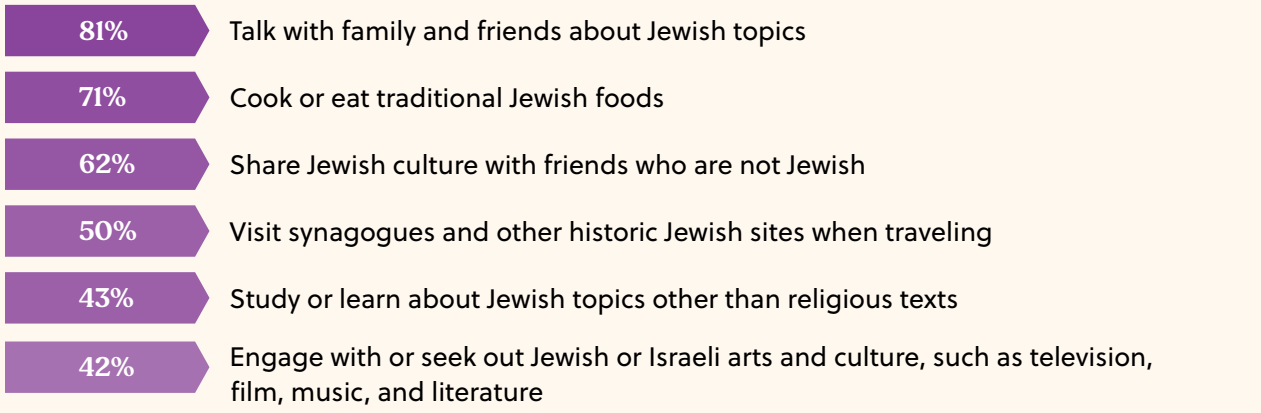 81% Talk with family and friends about Jewish topics
71% Cook or eat traditional Jewish foods
62% Share Jewish culture with friends who are not Jewish
50% Visit synagogues and other historic Jewish sites when traveling
43% Study or learn about Jewish topics other than religious texts
42% Engage with or seek out Jewish or Israeli arts and culture, such as television,
film, music, and literature